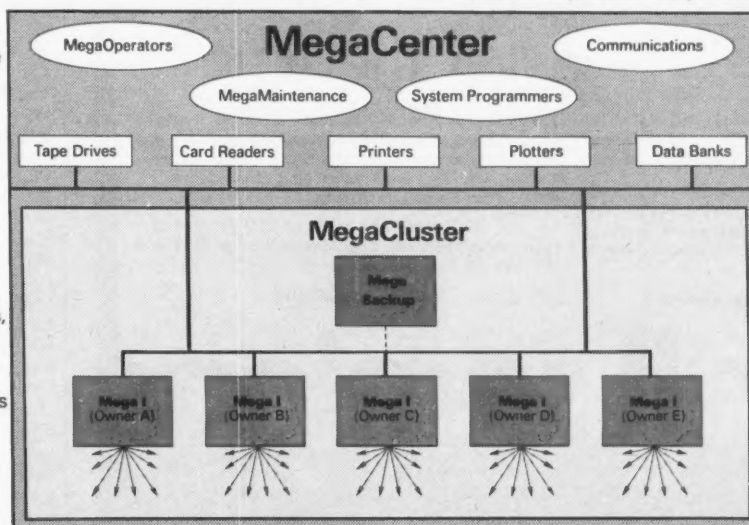 MegaCenter
MegaOperators
Communications
MegaMaintenance
System Programmers
Tape Drives
Card Readers
Printers
Plotters
Data Banks
MegaCluster
Mega
Backup
Mega I
(Owner A)
Mega I
(Owner B)
Mega I
(Owner C)
Mega I
(Owner D)
Mega I
(Owner E)